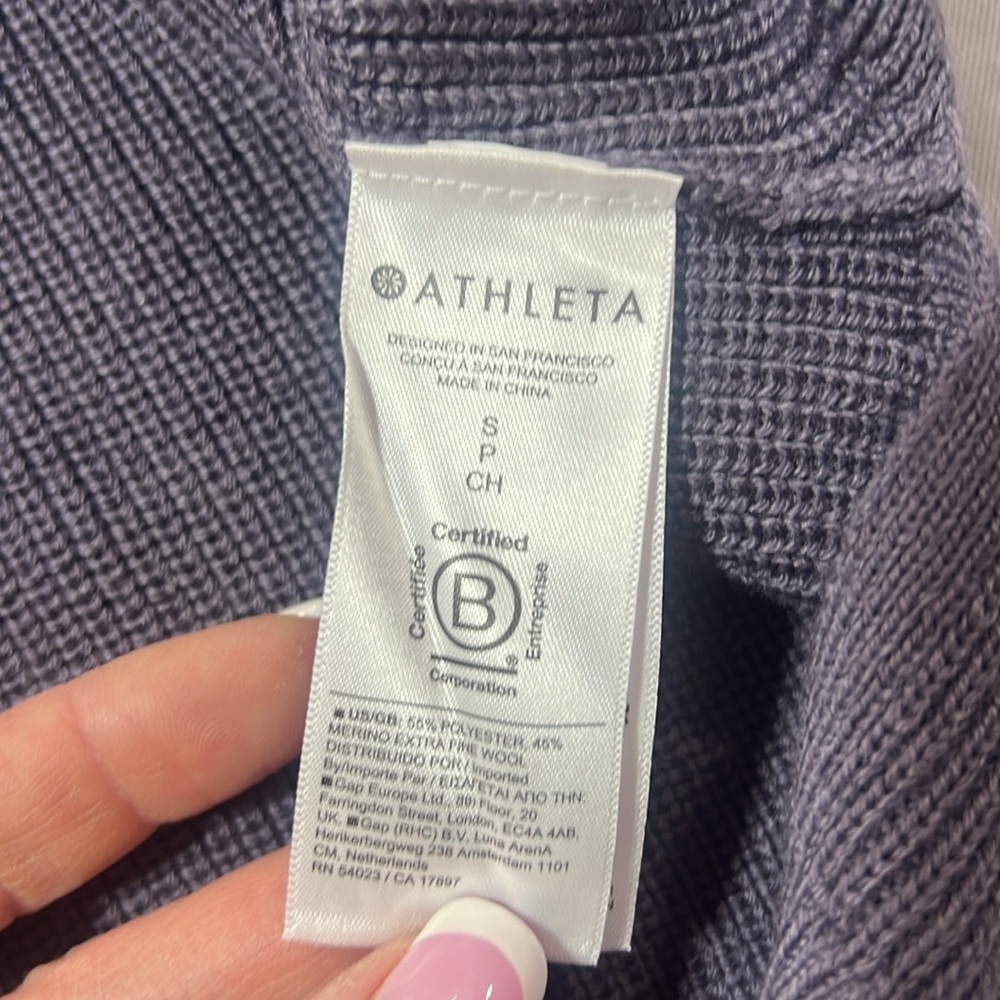 ATHLETA
DESIGNED IN SAN FRANCISCO
CONÇU À SAN FRANCISCO
MADE IN CHINA
S
P
CH
Certified
Certifiée
B
Entreprise
®
Corporation
US/GB: 55% POLYESTER, 45%
MERINO EXTRA FINE WOOL
DISTRIBUIDO POR / Imported
By/Importe Par / ΕΙΣΑΓΕΤΑΙ ΑΠΟ ΤΗΝ:
Gap Europe Ltd., 8th Floor, 20
Farringdon Street, London, EC4A 4AB,
UK. Gap (RHC) B.V. Luna ArenA
Herikerbergweg 238 Amsterdam 1101
CM, Netherlands
RN 54023 / CA 17897